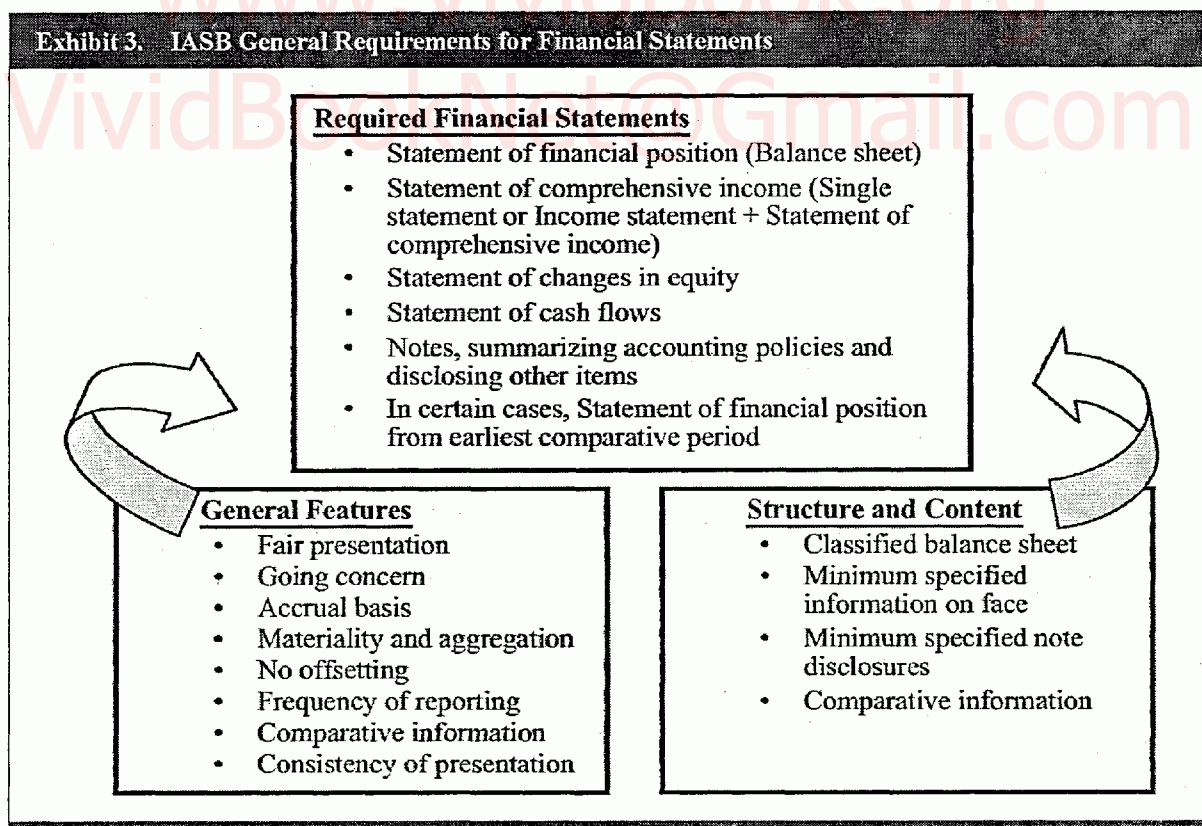 www.VividBook.org
Exhibit 3. IASB General Requirements for Financial Statements
VividBookNet@Gmail.com
Required Financial Statements
• Statement of financial position (Balance sheet)
• Statement of comprehensive income (Single
statement or Income statement + Statement of
comprehensive income)
• Statement of changes in equity
• Statement of cash flows
• Notes, summarizing accounting policies and
disclosing other items
• In certain cases, Statement of financial position
from earliest comparative period
General Features
• Fair presentation
• Going concern
• Accrual basis
• Materiality and aggregation
• No offsetting
• Frequency of reporting
• Comparative information
• Consistency of presentation
Structure and Content
• Classified balance sheet
• Minimum specified
information on face
• Minimum specified note
disclosures
• Comparative information